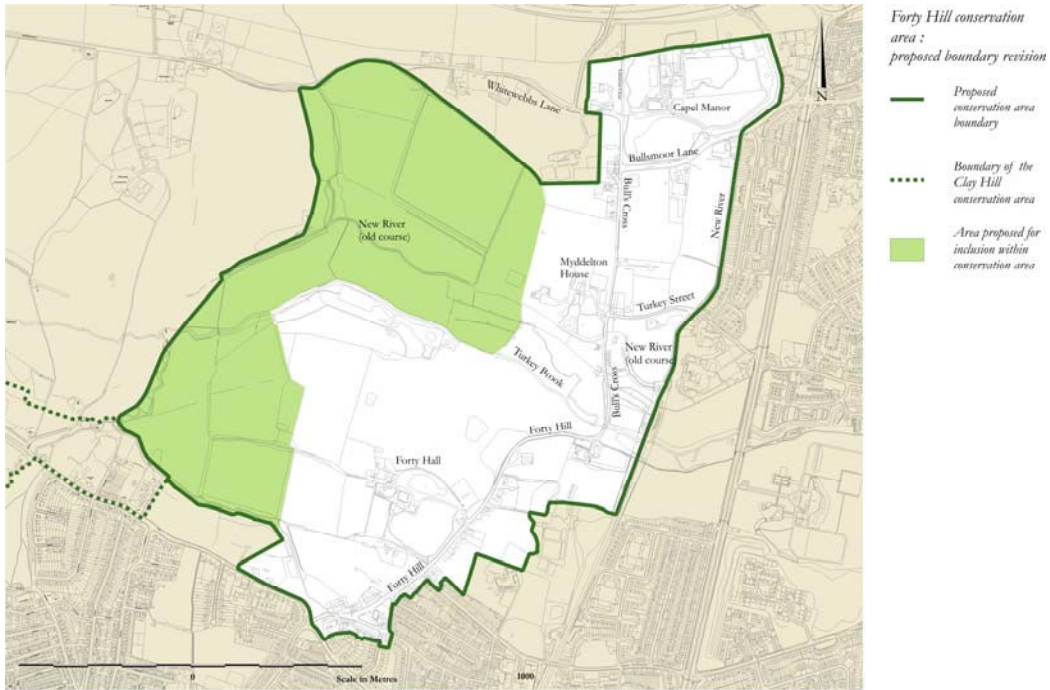 Forty Hill conservation
area :
proposed boundary revision
Proposed
conservation area
boundary
Boundary of the
Clay Hill
conservation area
Area proposed for
inclusion within
conservation area
N
Whitewebbs Lane
Capel Manor
Bullsmoor Lane
Bull's Cross
New River
New River
(old course)
Myddelton
House
Turkey Street
New River
(old course)
Turkey Brook
Bull's Cross
Forty Hill
Forty Hall
Forty Hill
0
Scale in Metres
1000